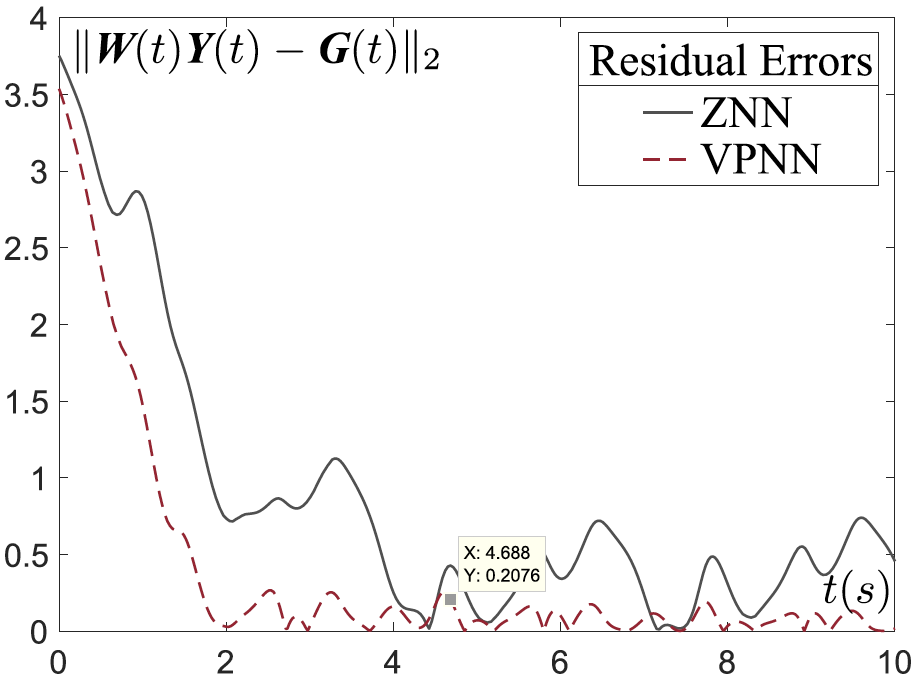 4
‖W(t)Y(t) − G(t)‖₂
Residual Errors
ZNN
VPNN
3.5
3
2.5
2
1.5
1
0.5
0
X: 4.688
Y: 0.2076
t(s)
0 2 4 6 8 10